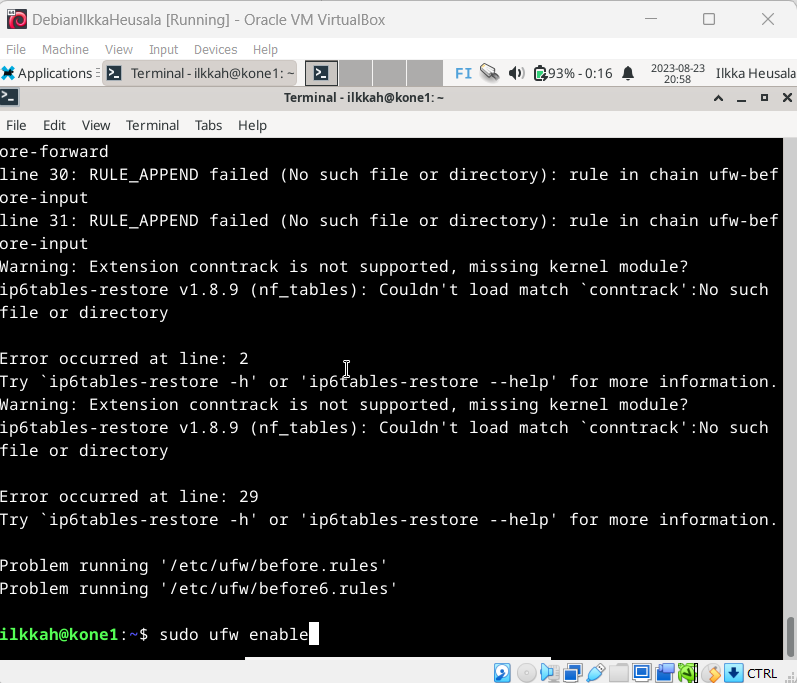 DebianIlkkaHeusala [Running] - Oracle VM VirtualBox
File Machine View Input Devices Help
Applications Terminal - ilkkah@kone1: ~ FI 93% - 0:16 2023-08-23 20:58 Ilkka Heusala
Terminal - ilkkah@kone1: ~
File Edit View Terminal Tabs Help
ore-forward
line 30: RULE_APPEND failed (No such file or directory): rule in chain ufw-bef
ore-input
line 31: RULE_APPEND failed (No such file or directory): rule in chain ufw-bef
ore-input
Warning: Extension conntrack is not supported, missing kernel module?
ip6tables-restore v1.8.9 (nf_tables): Couldn't load match `conntrack':No such
file or directory
Error occurred at line: 2
Try `ip6tables-restore -h' or 'ip6tables-restore --help' for more information.
Warning: Extension conntrack is not supported, missing kernel module?
ip6tables-restore v1.8.9 (nf_tables): Couldn't load match `conntrack':No such
file or directory
Error occurred at line: 29
Try `ip6tables-restore -h' or 'ip6tables-restore --help' for more information.
Problem running '/etc/ufw/before.rules'
Problem running '/etc/ufw/before6.rules'
ilkkah@kone1:~$ sudo ufw enable
CTRL